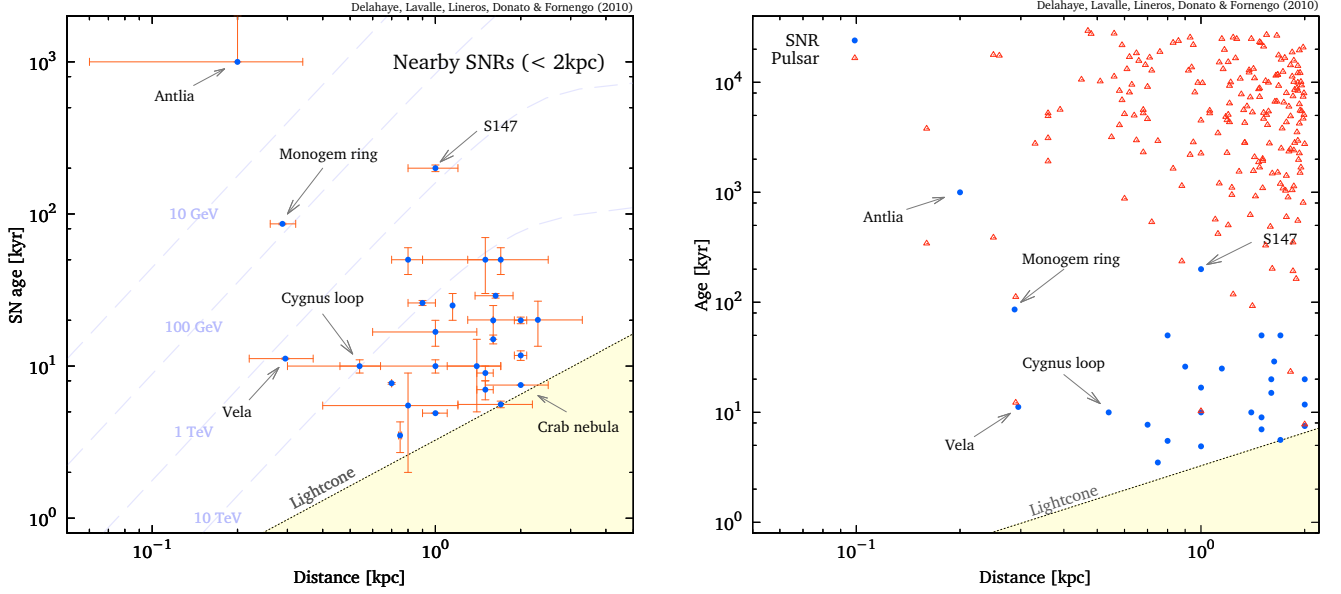 Delahaye, Lavalle, Lineros, Donato & Fornengo (2010)
Nearby SNRs (< 2kpc)
Antlia
S147
Monogem ring
10 GeV
Cygnus loop
100 GeV
Vela
Crab nebula
1 TeV
Lightcone
10 TeV
10³
10²
10¹
10⁰
SN age [kyr]
10⁻¹
10⁰
Distance [kpc]
Delahaye, Lavalle, Lineros, Donato & Fornengo (2010)
SNR
Pulsar
Antlia
S147
Monogem ring
Cygnus loop
Vela
Lightcone
10⁴
10³
10²
10¹
10⁰
Age [kyr]
10⁻¹
10⁰
Distance [kpc]